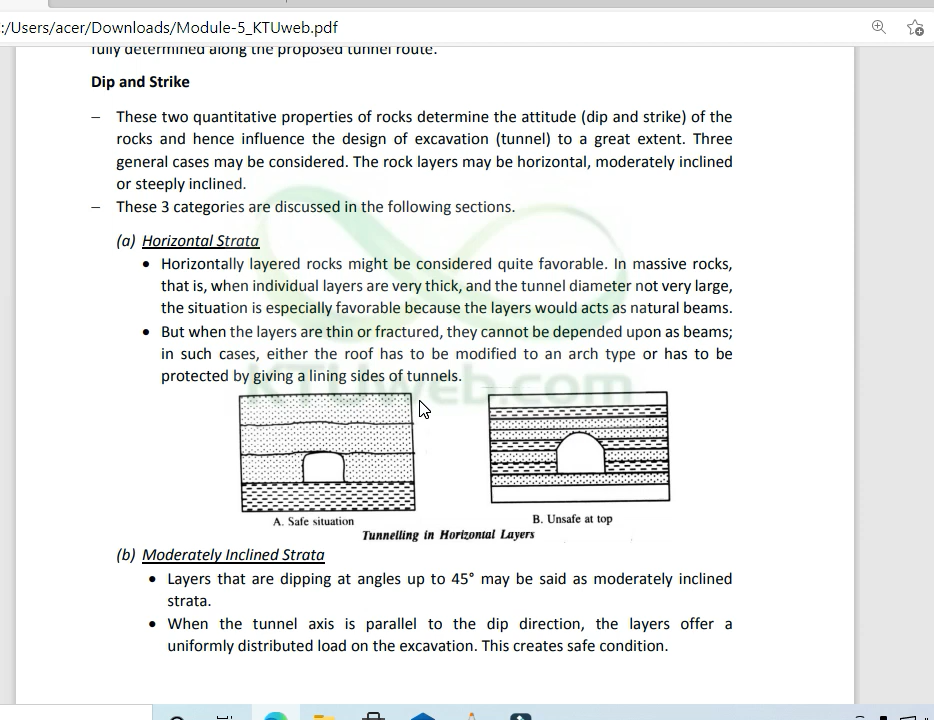 :/Users/acer/Downloads/Module-5_KTUweb.pdf
fully determined along the proposed tunnel route.
Dip and Strike
– These two quantitative properties of rocks determine the attitude (dip and strike) of the
rocks and hence influence the design of excavation (tunnel) to a great extent. Three
general cases may be considered. The rock layers may be horizontal, moderately inclined
or steeply inclined.
– These 3 categories are discussed in the following sections.
(a) Horizontal Strata
• Horizontally layered rocks might be considered quite favorable. In massive rocks,
that is, when individual layers are very thick, and the tunnel diameter not very large,
the situation is especially favorable because the layers would acts as natural beams.
• But when the layers are thin or fractured, they cannot be depended upon as beams;
in such cases, either the roof has to be modified to an arch type or has to be
protected by giving a lining sides of tunnels.
KTUweb.com
A. Safe situation
B. Unsafe at top
Tunnelling in Horizontal Layers
(b) Moderately Inclined Strata
• Layers that are dipping at angles up to 45° may be said as moderately inclined
strata.
• When the tunnel axis is parallel to the dip direction, the layers offer a
uniformly distributed load on the excavation. This creates safe condition.